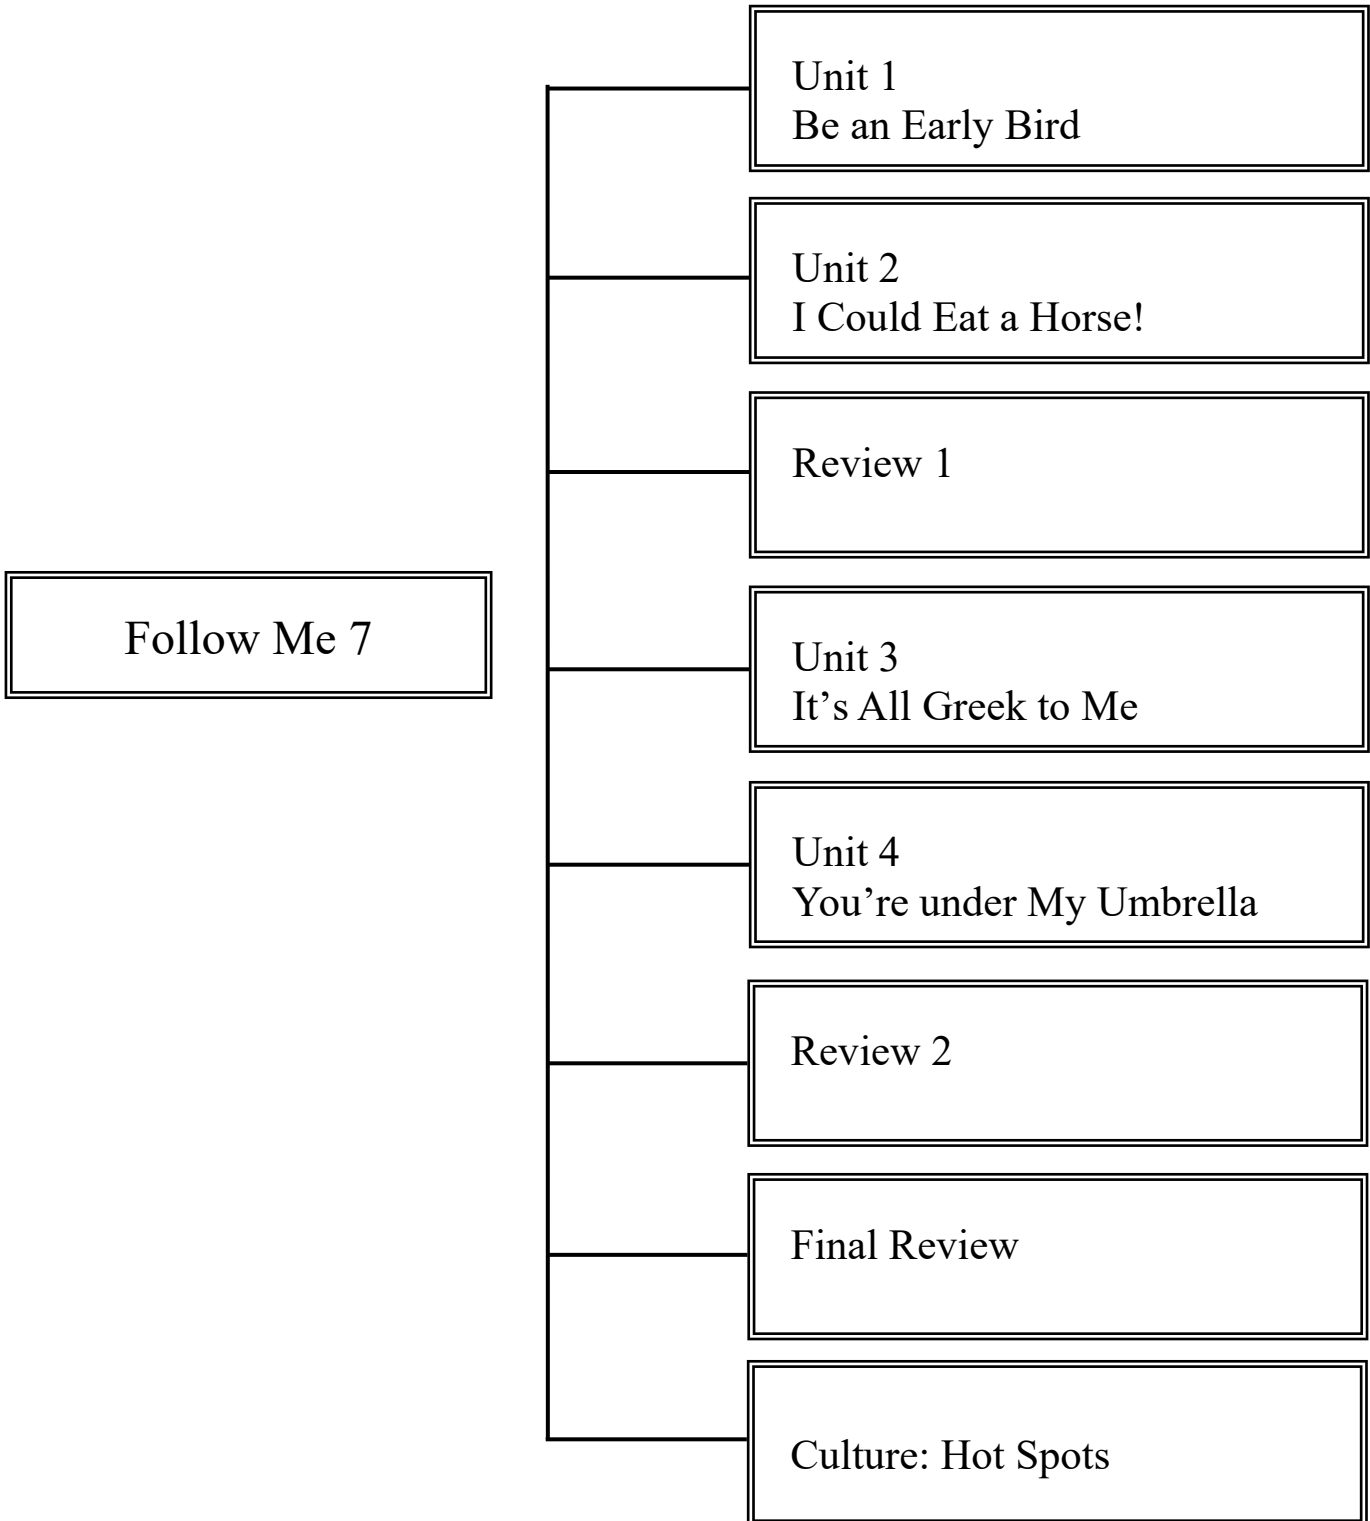 Follow Me 7
Unit 1
Be an Early Bird
Unit 2
I Could Eat a Horse!
Review 1
Unit 3
It’s All Greek to Me
Unit 4
You’re under My Umbrella
Review 2
Final Review
Culture: Hot Spots